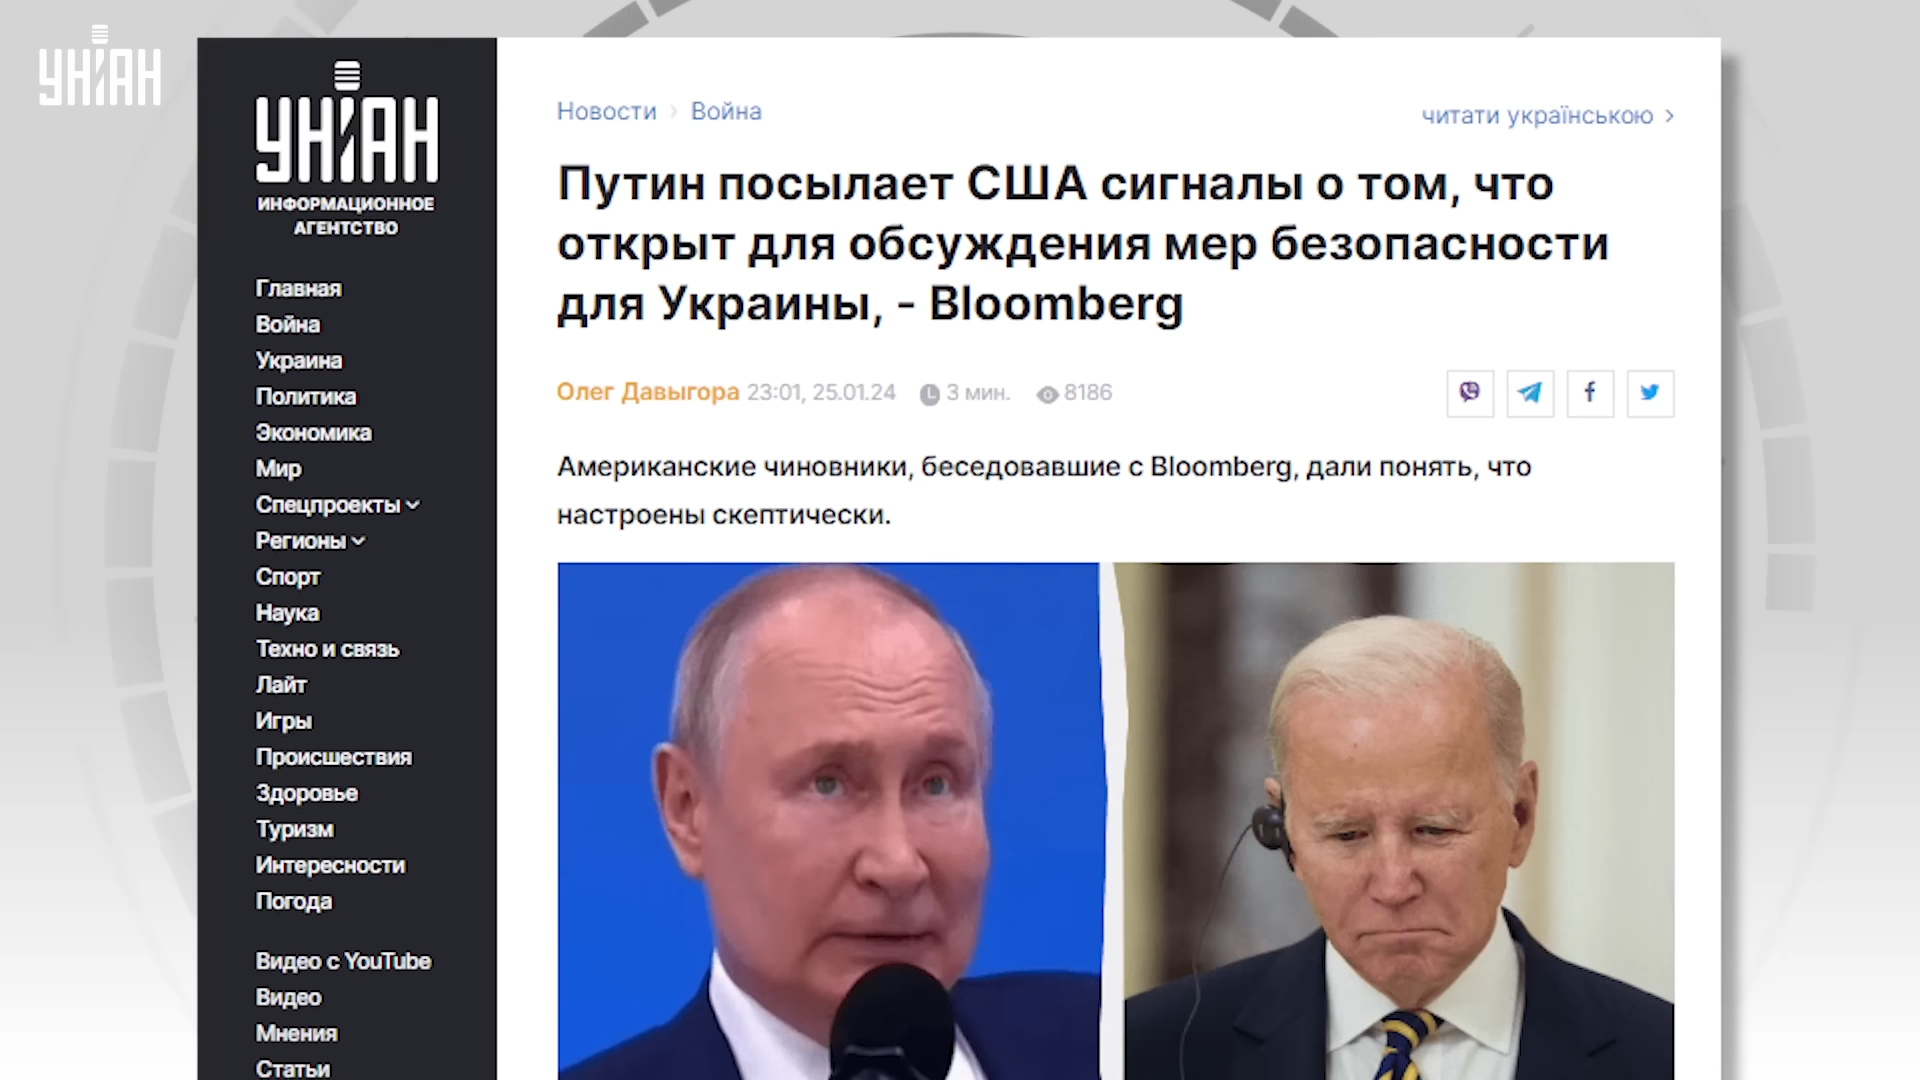 УНІАН
УНІАН
ИНФОРМАЦИОННОЕ
АГЕНТСТВО
Главная
Война
Украина
Политика
Экономика
Мир
Спецпроекты
Регионы
Спорт
Наука
Техно и связь
Лайт
Игры
Происшествия
Здоровье
Туризм
Интересности
Погода
Видео с YouTube
Видео
Мнения
Статьи
Новости › Война
читати українською ›
Путин посылает США сигналы о том, что
открыт для обсуждения мер безопасности
для Украины, - Bloomberg
Олег Давыгора 23:01, 25.01.24 3 мин. 8186
Американские чиновники, беседовавшие с Bloomberg, дали понять, что
настроены скептически.